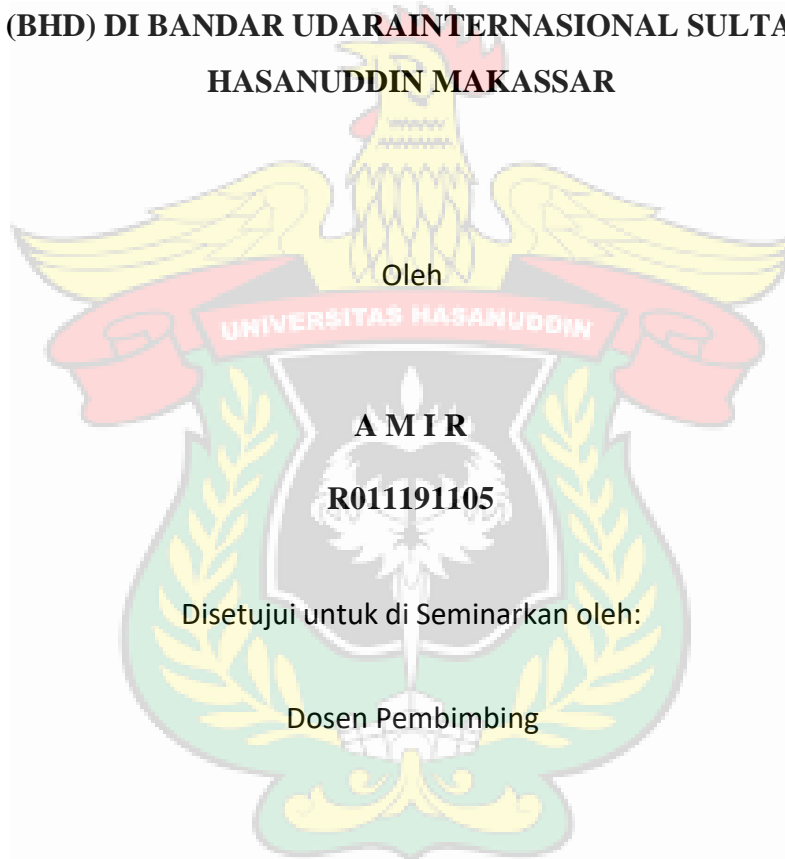 (BHD) DI BANDAR UDARAINTERNASIONAL SULTA
HASANUDDIN MAKASSAR
Oleh
UNIVERSITAS HASANUDDIN
A M I R
R011191105
Disetujui untuk di Seminarkan oleh:
Dosen Pembimbing